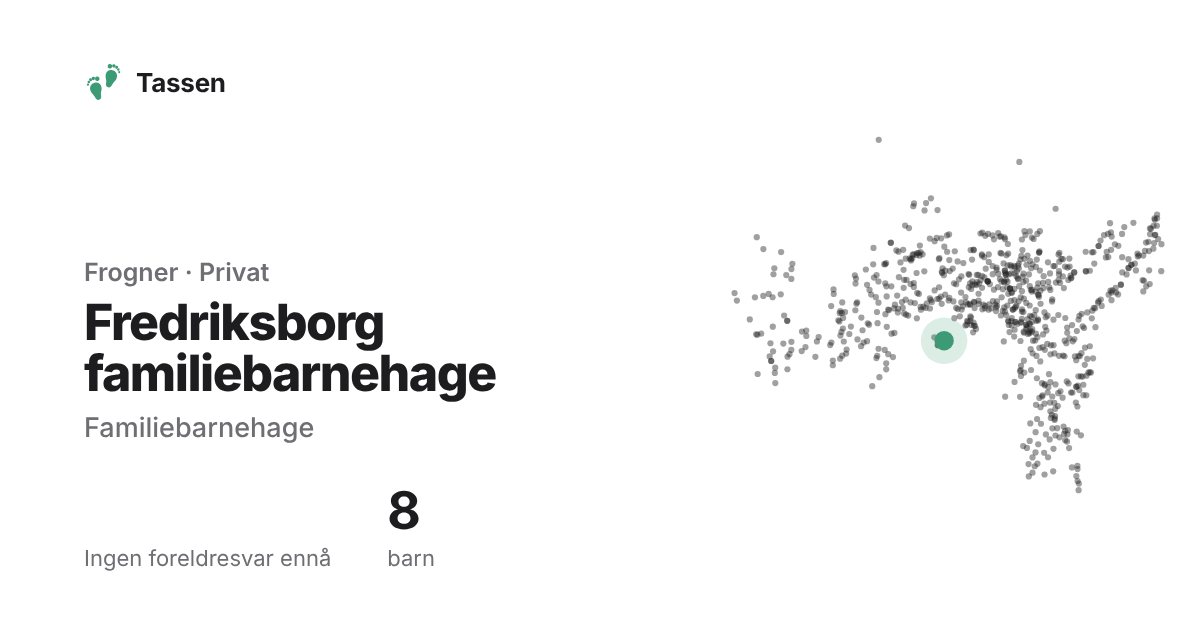 Tassen
Frogner · Privat
Fredriksborg
familiebarnehage
Familiebarnehage
8
Ingen foreldresvar ennå
barn